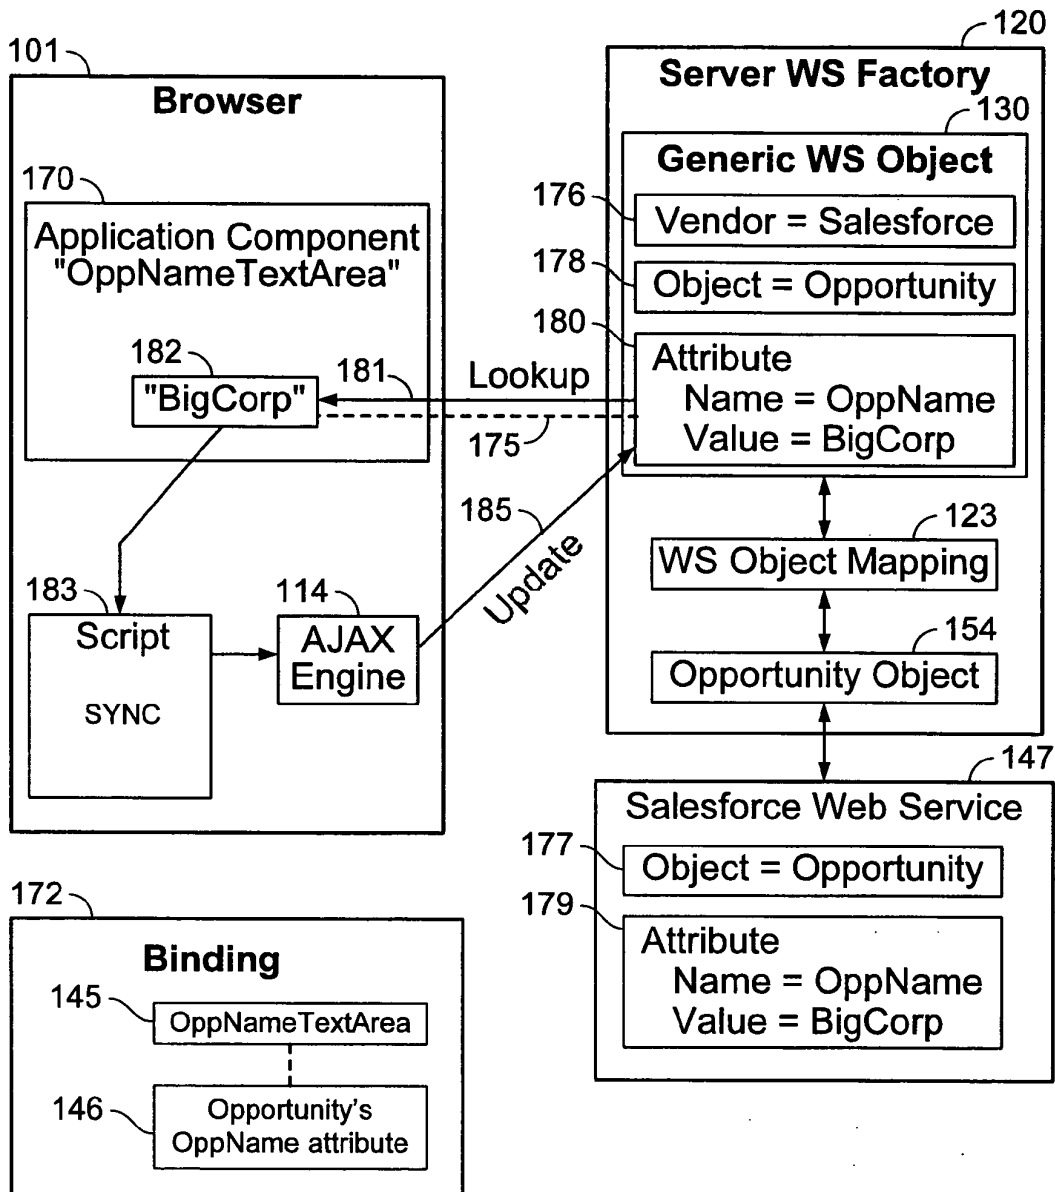 101
Browser
170
Application Component
"OppNameTextArea"
182
"BigCorp"
181
Lookup
175
185
Update
183
Script
SYNC
114
AJAX
Engine
120
Server WS Factory
130
Generic WS Object
176
Vendor = Salesforce
178
Object = Opportunity
180
Attribute
Name = OppName
Value = BigCorp
123
WS Object Mapping
154
Opportunity Object
147
Salesforce Web Service
177
Object = Opportunity
179
Attribute
Name = OppName
Value = BigCorp
172
Binding
145
OppNameTextArea
146
Opportunity's
OppName attribute